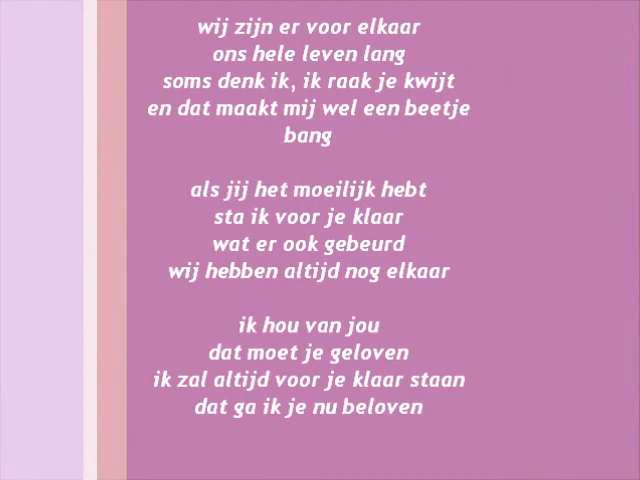 wij zijn er voor elkaar
ons hele leven lang
soms denk ik, ik raak je kwijt
en dat maakt mij wel een beetje
bang
als jij het moeilijk hebt
sta ik voor je klaar
wat er ook gebeurd
wij hebben altijd nog elkaar
ik hou van jou
dat moet je geloven
ik zal altijd voor je klaar staan
dat ga ik je nu beloven